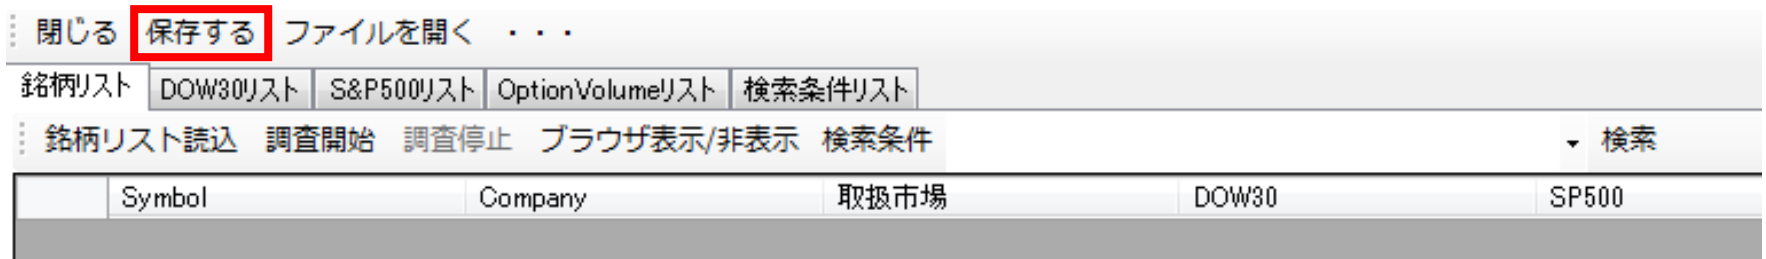 閉じる 保存する ファイルを開く ・・・
銘柄リスト DOW30リスト S&P500リスト OptionVolumeリスト 検索条件リスト
銘柄リスト読込 調査開始 調査停止 ブラウザ表示/非表示 検索条件 検索
Symbol Company 取扱市場 DOW30 SP500